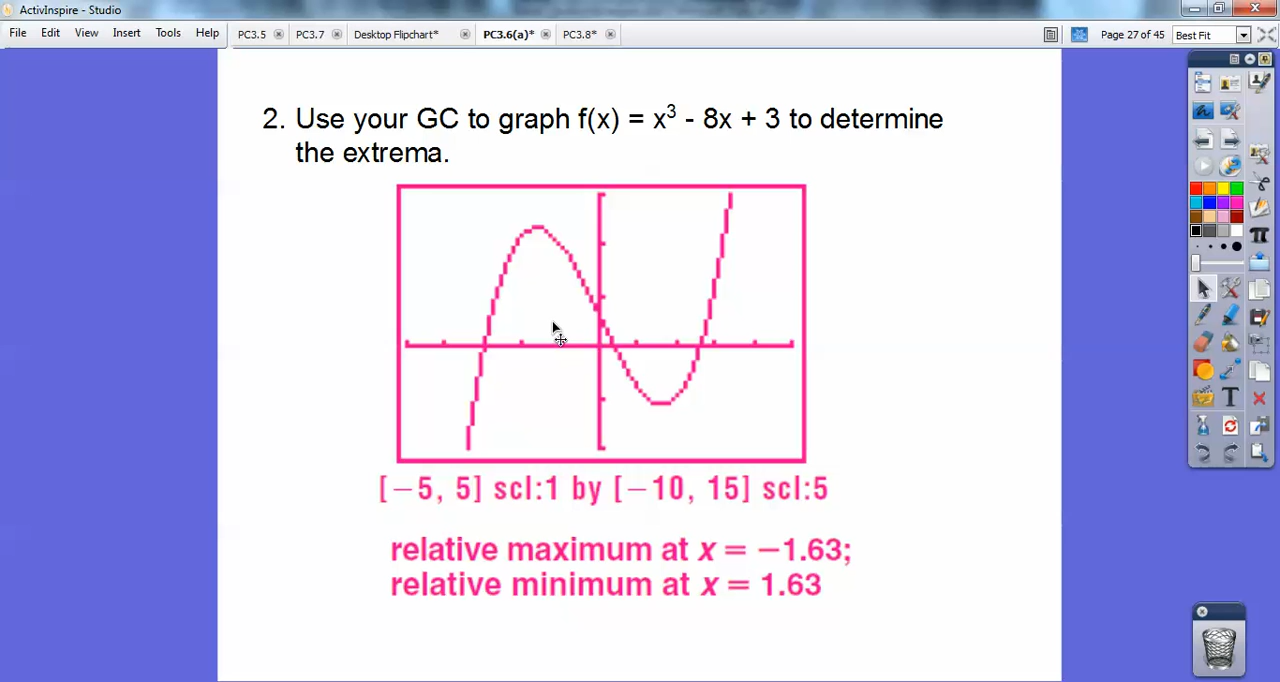 ActivInspire - Studio
File Edit View Insert Tools Help PC3.5 PC3.7 Desktop Flipchart* PC3.6(a)* PC3.8* Page 27 of 45 Best Fit
2. Use your GC to graph f(x) = x³ - 8x + 3 to determine
the extrema.
[−5, 5] scl:1 by [−10, 15] scl:5
relative maximum at x = −1.63;
relative minimum at x = 1.63